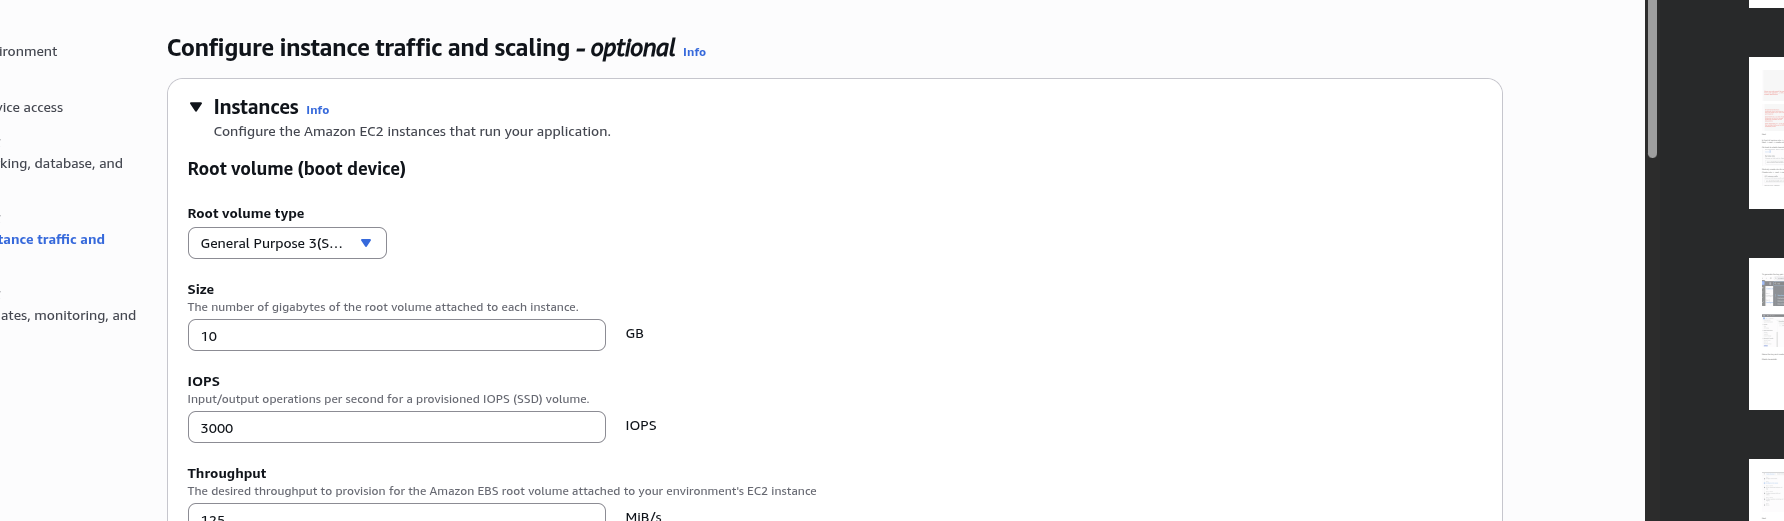 ironment
vice access
king, database, and
tance traffic and
ates, monitoring, and
Configure instance traffic and scaling - optional Info
Instances Info
Configure the Amazon EC2 instances that run your application.
Root volume (boot device)
Root volume type
General Purpose 3(S...
Size
The number of gigabytes of the root volume attached to each instance.
10 GB
IOPS
Input/output operations per second for a provisioned IOPS (SSD) volume.
3000 IOPS
Throughput
The desired throughput to provision for the Amazon EBS root volume attached to your environment's EC2 instance
125 MiB/s